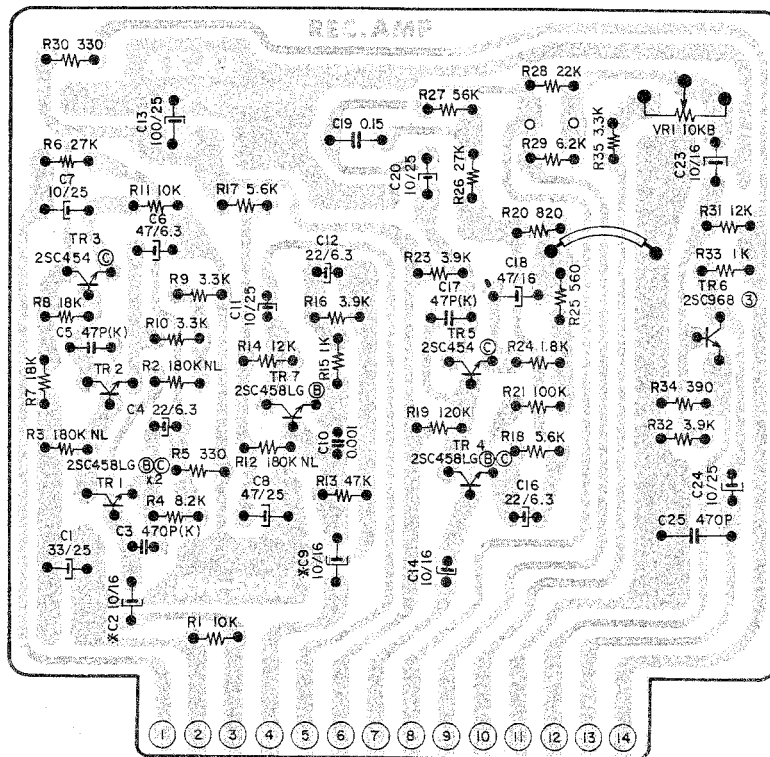 REC. AMP
R30 330
R28 22K
R27 56K
C13
100/25
C19 0.15
R35 3.3K
VR1 10KB
R6 27K
R29 6.2K
C23
10/16
C7
10/25
C20
10/25
R26 27K
R11 10K
R17 5.6K
C6
47/6.3
R20 820
R31 12K
TR 3
2SC454 Ⓒ
C12
22/6.3
R23 3.9K
C18
47/16
R33 1K
R9 3.3K
C11
10/25
C17
47P(K)
R25 560
TR 6
2SC968 ③
R8 18K
R16 3.9K
C5 47P(K)
R10 3.3K
TR 5
2SC454 Ⓒ
R7 18K
R14 12K
R15 1K
R24 1.8K
TR 2
R2 180K NL
TR 7
2SC458LG Ⓑ
R21 100K
R34 390
C4 22/6.3
R19 120K
R3 180K NL
R12 180K NL
C10
0.001
TR 4
2SC458LG ⒷⒸ
R18 5.6K
R32 3.9K
2SC458LG ⒷⒸ
x2
R5 330
TR 1
C8
47/25
R13 47K
C16
22/6.3
C24
10/25
R4 8.2K
C3 470P(K)
C25 470P
C1
33/25
※C2 10/16
※C9
10/16
C14
10/16
R1 10K
① ② ③ ④ ⑤ ⑥ ⑦ ⑧ ⑨ ⑩ ⑪ ⑫ ⑬ ⑭